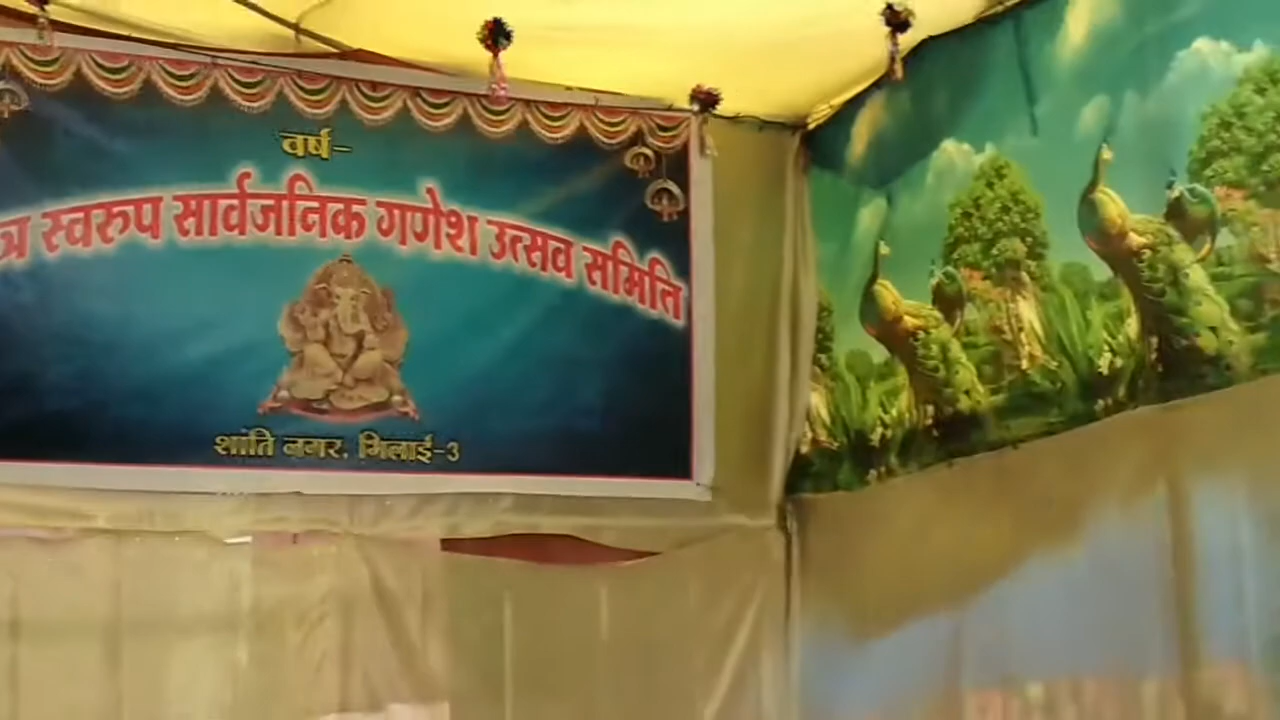 वर्ष-
स्वरुप सार्वजनिक गणेश उत्सव समिति
शांति नगर, भिलाई-3